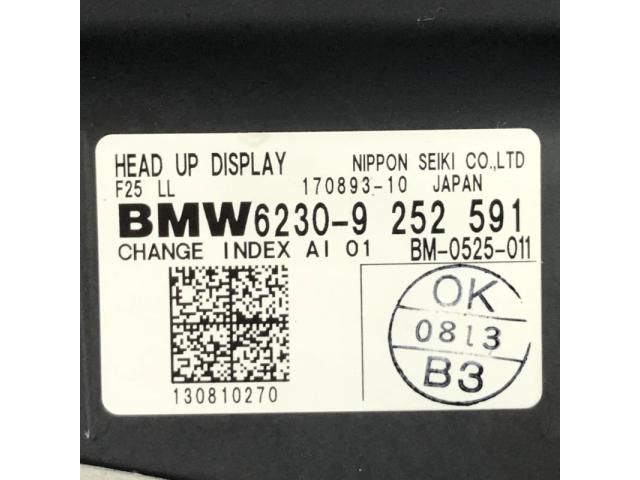 HEAD UP DISPLAY NIPPON SEIKI CO.,LTD
F25 LL 170893-10 JAPAN
BMW6230-9 252 591
CHANGE INDEX AI 01 BM-0525-011
OK
0813
B3
130810270